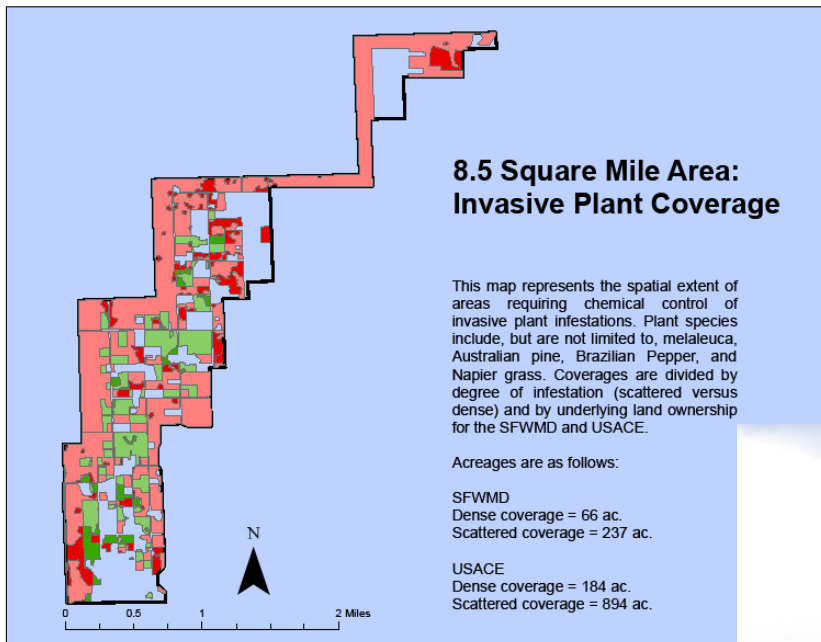 8.5 Square Mile Area:
Invasive Plant Coverage
This map represents the spatial extent of
areas requiring chemical control of
invasive plant infestations. Plant species
include, but are not limited to, melaleuca,
Australian pine, Brazilian Pepper, and
Napier grass. Coverages are divided by
degree of infestation (scattered versus
dense) and by underlying land ownership
for the SFWMD and USACE.
Acreages are as follows:
SFWMD
Dense coverage = 66 ac.
Scattered coverage = 237 ac.
USACE
Dense coverage = 184 ac.
Scattered coverage = 894 ac.
N
0 0.5 1 2 Miles